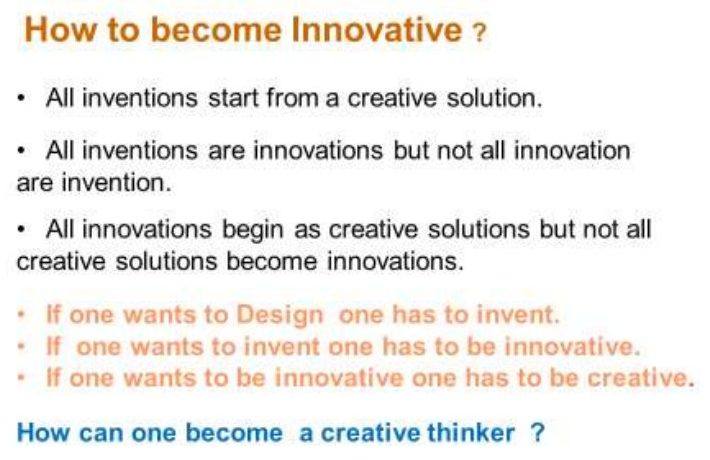 How to become Innovative ?
• All inventions start from a creative solution.
• All inventions are innovations but not all innovation
are invention.
• All innovations begin as creative solutions but not all
creative solutions become innovations.
• If one wants to Design one has to invent.
• If one wants to invent one has to be innovative.
• If one wants to be innovative one has to be creative.
How can one become a creative thinker ?